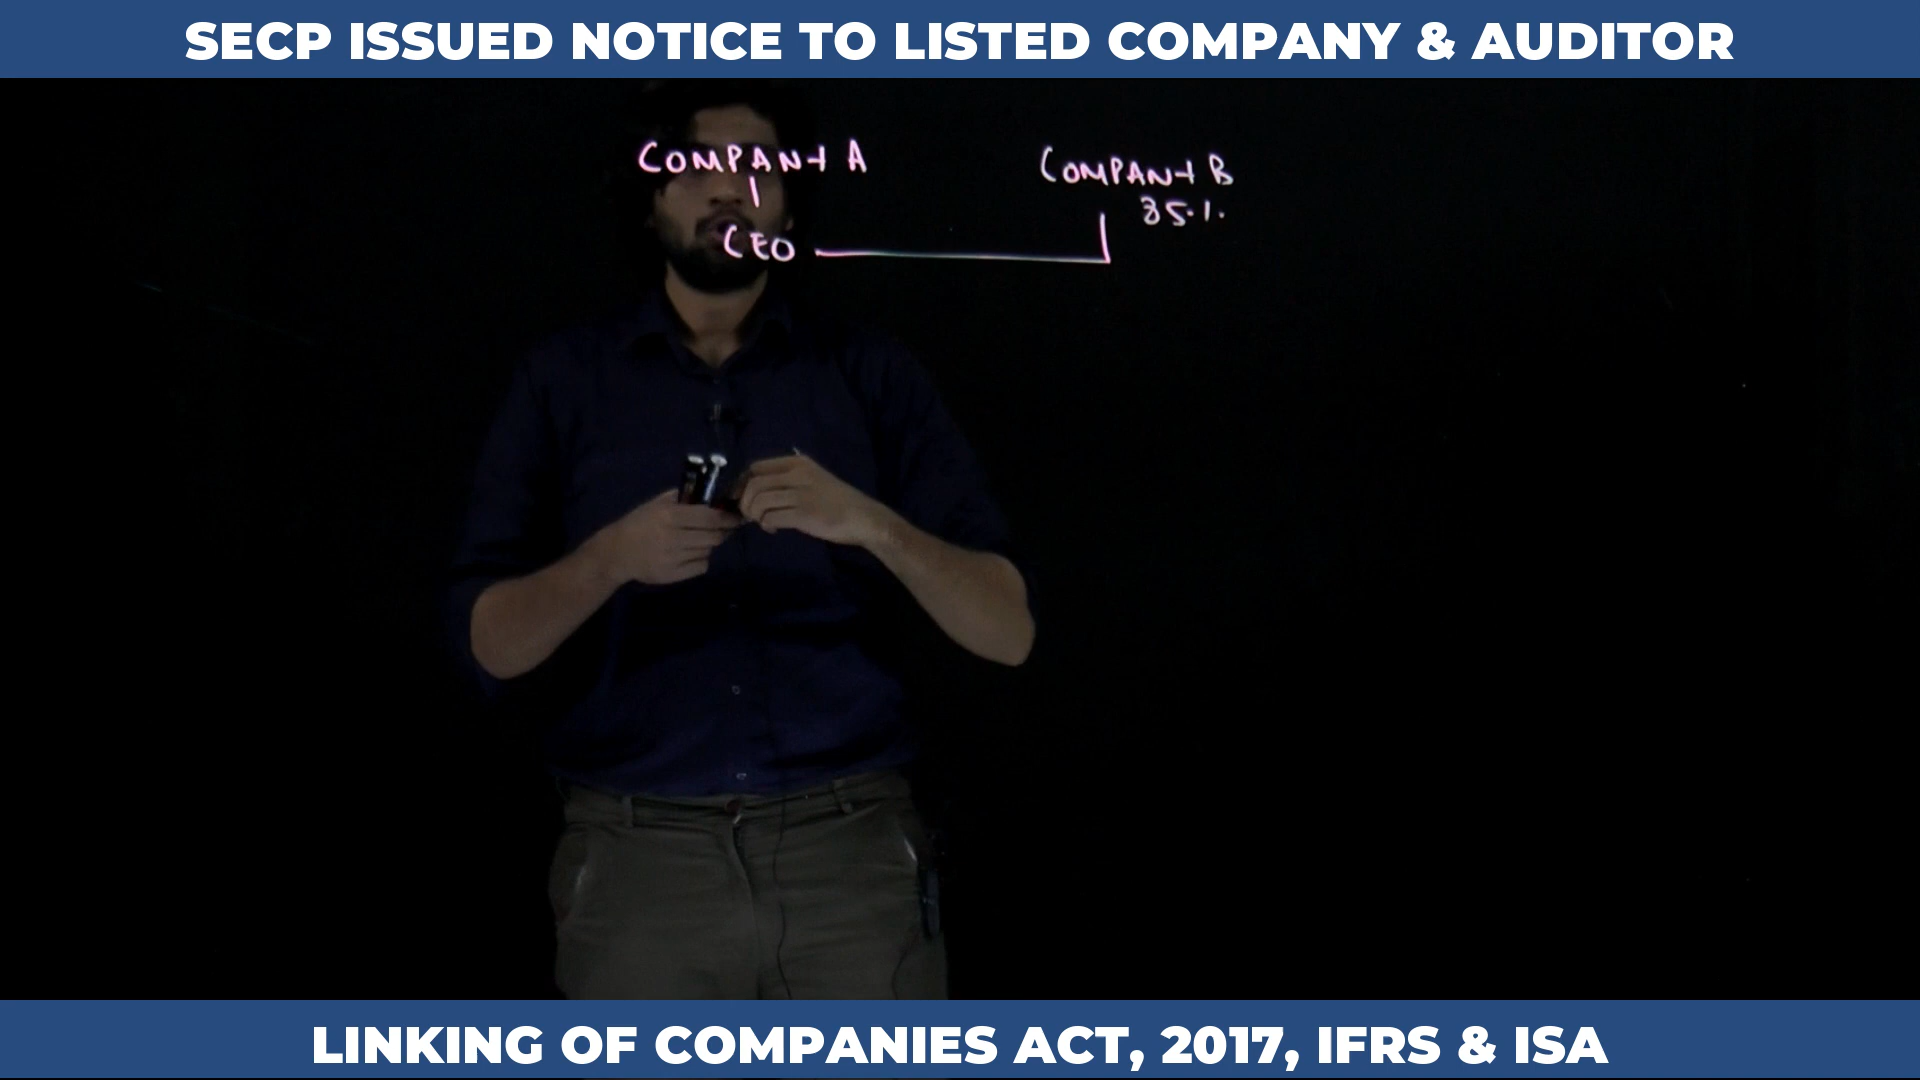 SECP ISSUED NOTICE TO LISTED COMPANY & AUDITOR
COMPANY A
COMPANY B
85%
CEO
LINKING OF COMPANIES ACT, 2017, IFRS & ISA